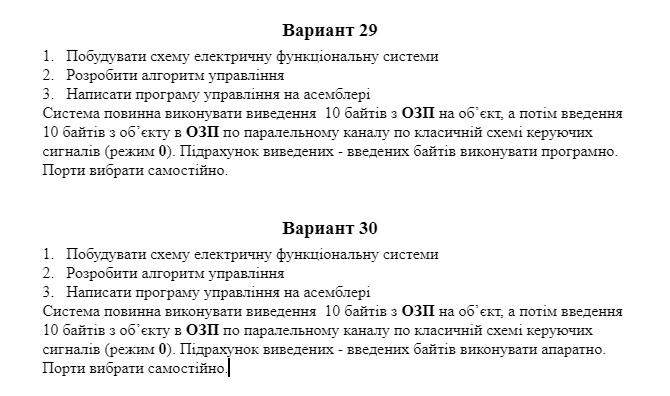 Вариант 29
1. Побудувати схему електричну функціональну системи
2. Розробити алгоритм управління
3. Написати програму управління на асемблері
Система повинна виконувати виведення 10 байтів з ОЗП на об’єкт, а потім введення
10 байтів з об’єкту в ОЗП по паралельному каналу по класичній схемі керуючих
сигналів (режим 0). Підрахунок виведених - введених байтів виконувати програмно.
Порти вибрати самостійно.
Вариант 30
1. Побудувати схему електричну функціональну системи
2. Розробити алгоритм управління
3. Написати програму управління на асемблері
Система повинна виконувати виведення 10 байтів з ОЗП на об’єкт, а потім введення
10 байтів з об’єкту в ОЗП по паралельному каналу по класичній схемі керуючих
сигналів (режим 0). Підрахунок виведених - введених байтів виконувати апаратно.
Порти вибрати самостійно.